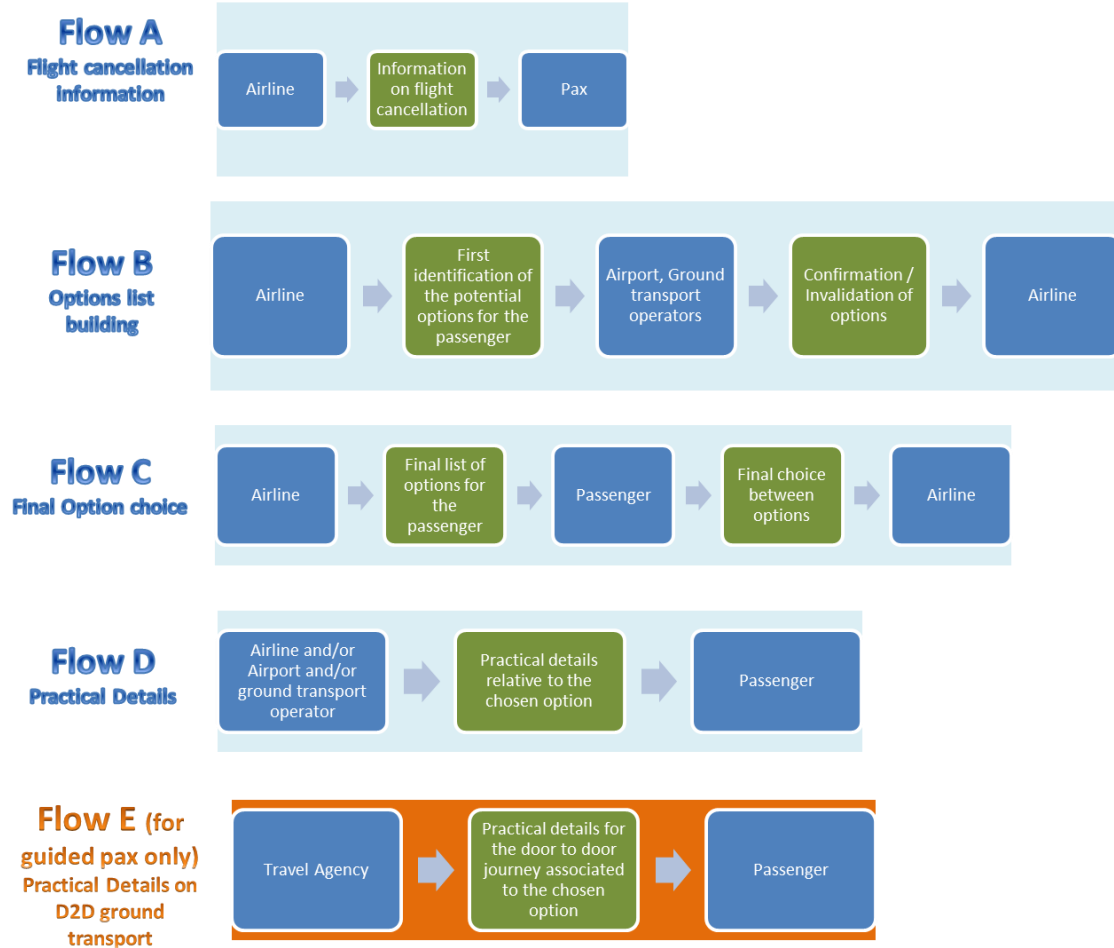 Flow A
Flight cancellation
information
Airline
Information
on flight
cancellation
Pax
Flow B
Options list
building
Airline
First
identification of
the potential
options for the
passenger
Airport, Ground
transport
operators
Confirmation /
Invalidation of
options
Airline
Flow C
Final Option choice
Airline
Final list of
options for
the
passenger
Passenger
Final choice
between
options
Airline
Flow D
Practical Details
Airline and/or
Airport and/or
ground transport
operator
Practical details
relative to the
chosen option
Passenger
Flow E (for
guided pax only)
Practical Details on
D2D ground
transport
Travel Agency
Practical details for
the door to door
journey associated
to the chosen
option
Passenger